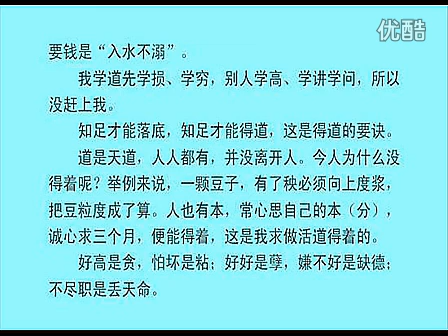 优酷
要钱是“入水不溺”。
我学道先学损、学穷，别人学高、学讲学问，所以
没赶上我。
知足才能落底，知足才能得道，这是得道的要诀。
道是天道，人人都有，并没离开人。今人为什么没
得着呢？举例来说，一颗豆子，有了秧必须向上度浆，
把豆粒度成了算。人也有本，常心思自己的本（分），
诚心求三个月，便能得着，这是我求做活道得着的。
好高是贪，怕坏是粘；好好是孽，嫌不好是缺德；
不尽职是丢天命。